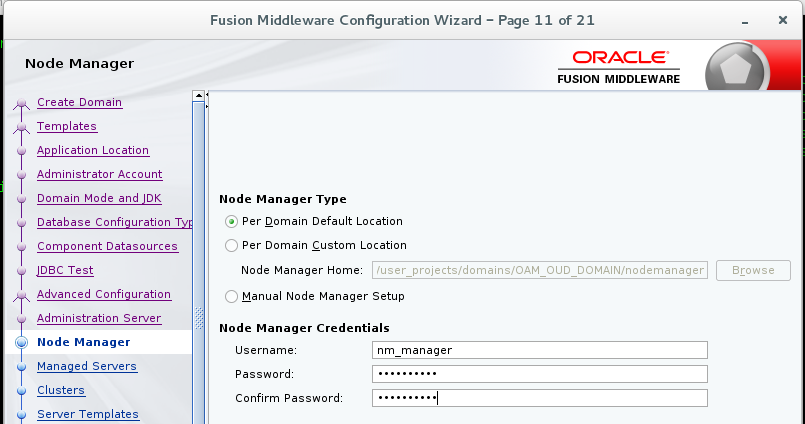 Fusion Middleware Configuration Wizard – Page 11 of 21
Node Manager
ORACLE
FUSION MIDDLEWARE
Create Domain
Templates
Application Location
Administrator Account
Domain Mode and JDK
Database Configuration Typ
Component Datasources
JDBC Test
Advanced Configuration
Administration Server
Node Manager
Managed Servers
Clusters
Server Templates
Node Manager Type
Per Domain Default Location
Per Domain Custom Location
Node Manager Home: /user_projects/domains/OAM_OUD_DOMAIN/nodemanager Browse
Manual Node Manager Setup
Node Manager Credentials
Username: nm_manager
Password: ••••••••••
Confirm Password: ••••••••••